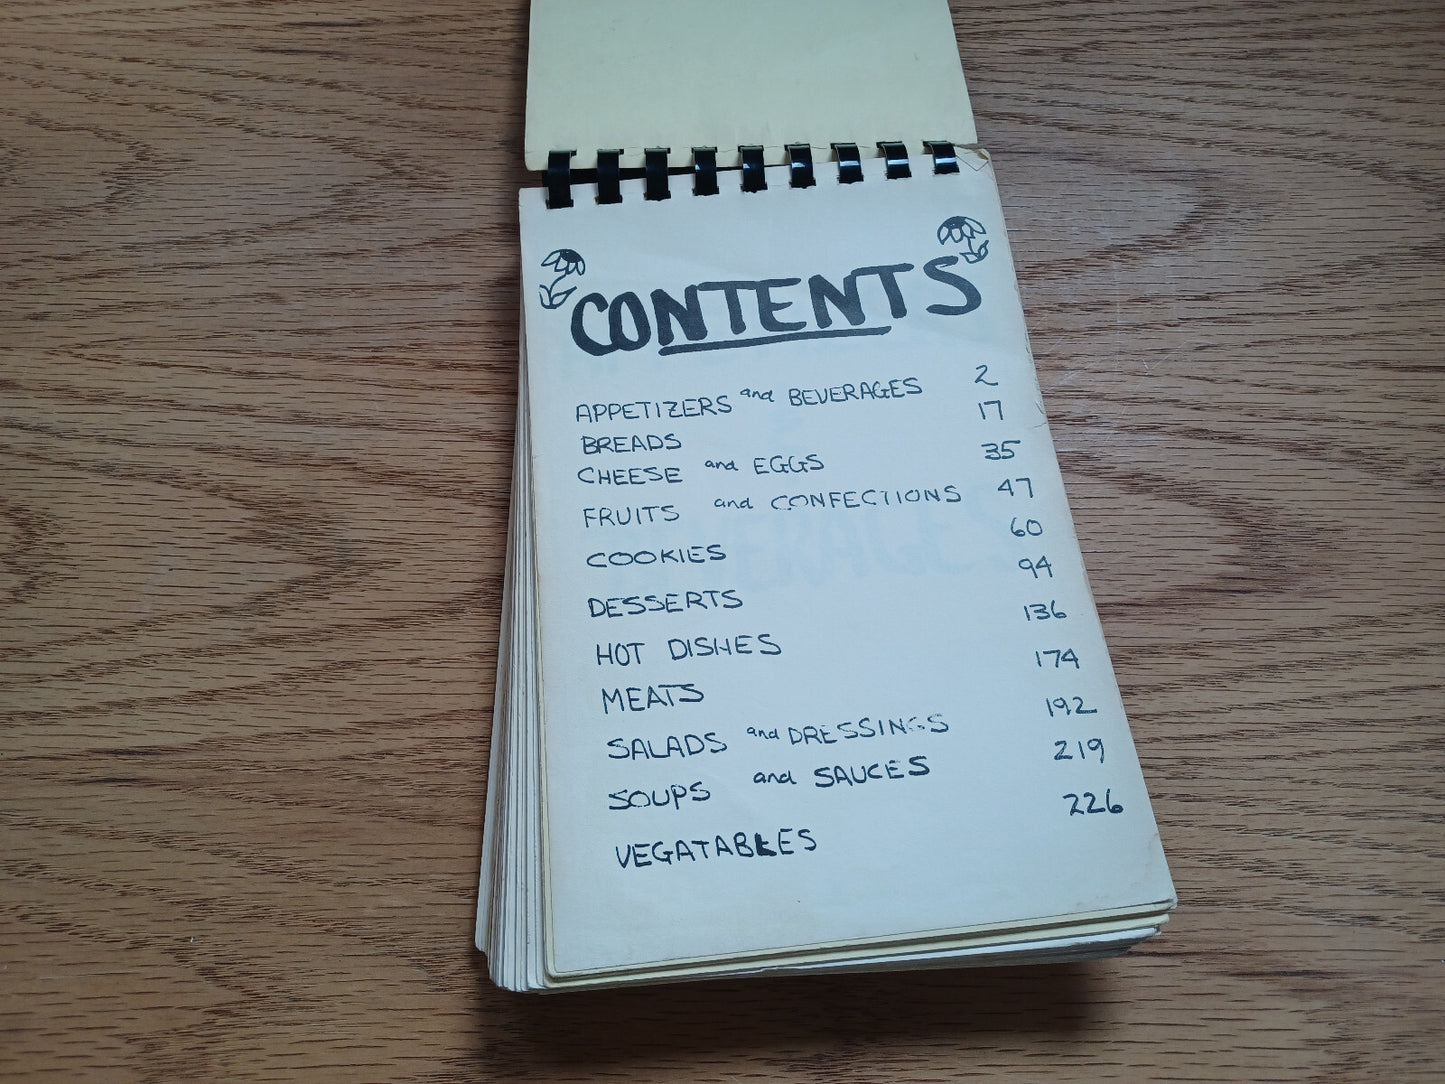 CONTENTS
APPETIZERS and BEVERAGES 2
BREADS 17
CHEESE and EGGS 35
FRUITS and CONFECTIONS 47
COOKIES 60
DESSERTS 94
HOT DISHES 136
MEATS 174
SALADS and DRESSINGS 192
SOUPS and SAUCES 219
VEGATABLES 226